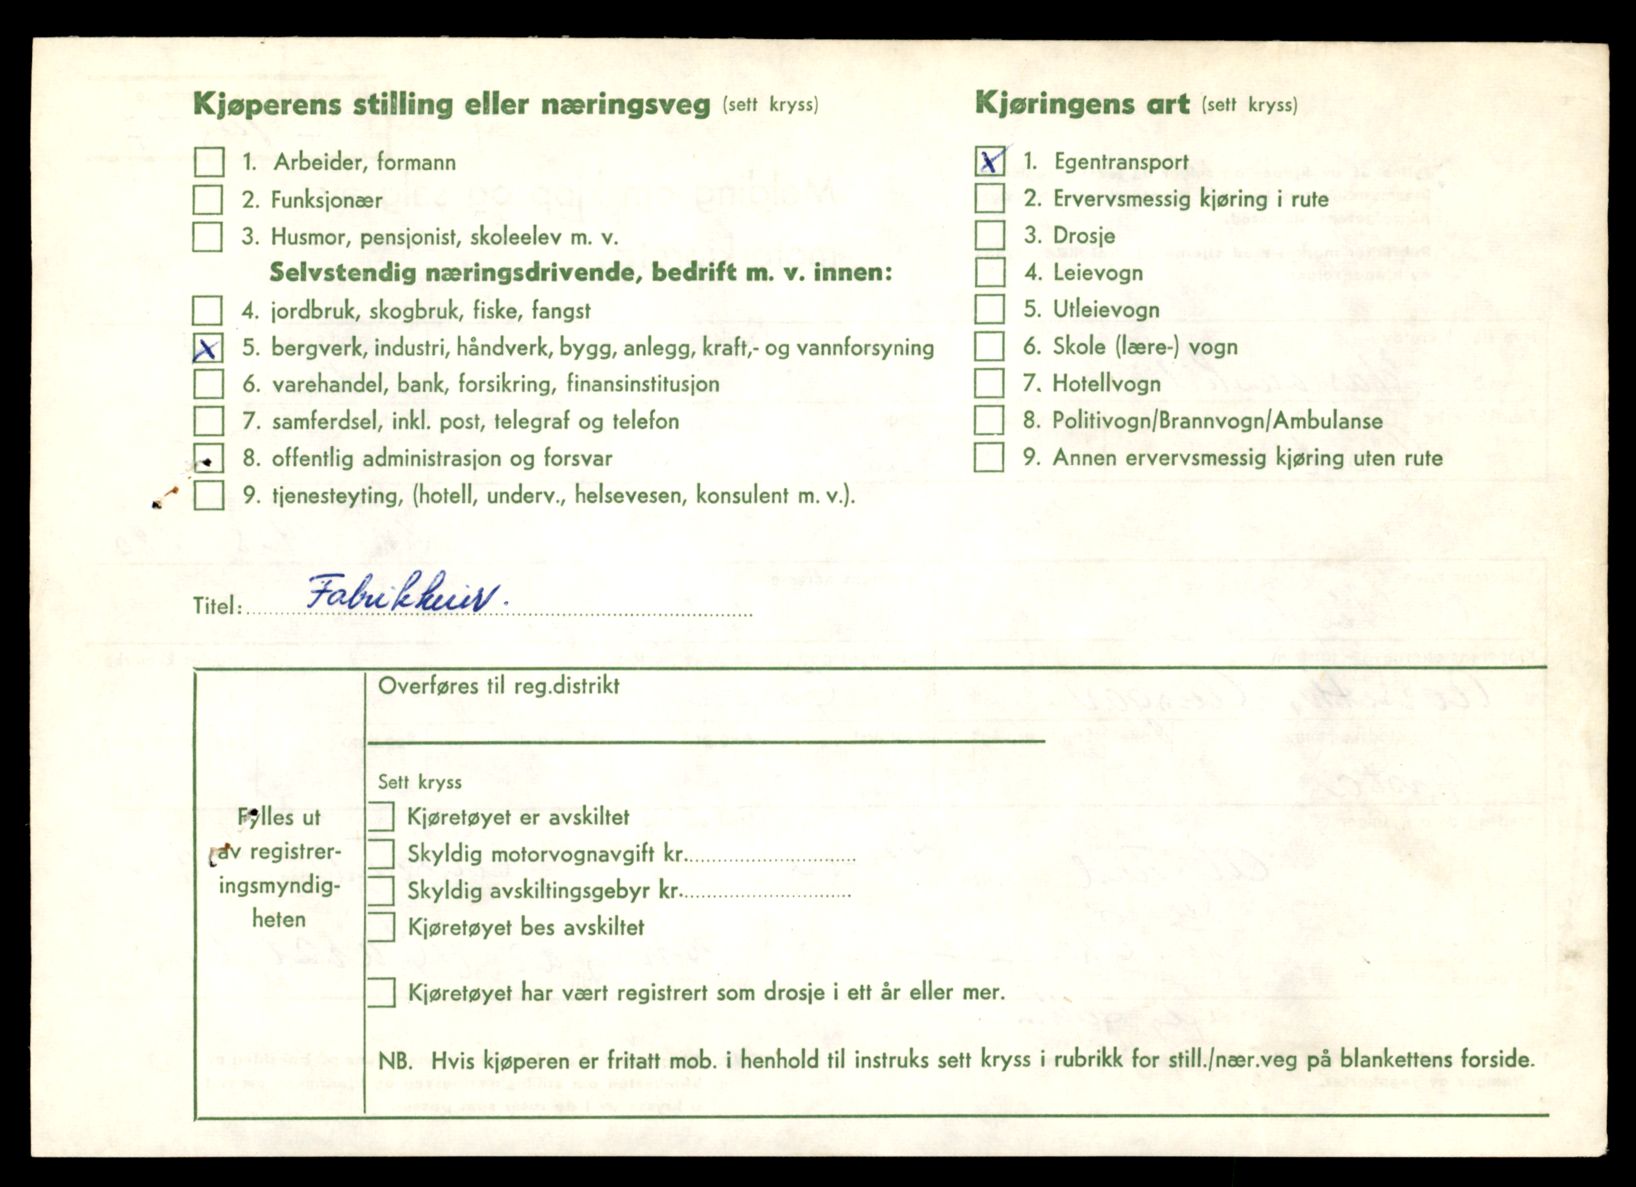 Kjøperens stilling eller næringsveg (sett kryss)
1. Arbeider, formann
2. Funksjonær
3. Husmor, pensjonist, skoleelev m. v.
Selvstendig næringsdrivende, bedrift m. v. innen:
4. jordbruk, skogbruk, fiske, fangst
X 5. bergverk, industri, håndverk, bygg, anlegg, kraft,- og vannforsyning
6. varehandel, bank, forsikring, finansinstitusjon
7. samferdsel, inkl. post, telegraf og telefon
8. offentlig administrasjon og forsvar
9. tjenesteyting, (hotell, underv., helsevesen, konsulent m. v.).
Kjøringens art (sett kryss)
X 1. Egentransport
2. Ervervsmessig kjøring i rute
3. Drosje
4. Leievogn
5. Utleievogn
6. Skole (lære-) vogn
7. Hotellvogn
8. Politivogn/Brannvogn/Ambulanse
9. Annen ervervsmessig kjøring uten rute
Titel: Fabrikkeier.
Fylles ut
av registrer-
ingsmyndig-
heten
Overføres til reg.distrikt
Sett kryss
Kjøretøyet er avskiltet
Skyldig motorvognavgift kr.
Skyldig avskiltingsgebyr kr.
Kjøretøyet bes avskiltet
Kjøretøyet har vært registrert som drosje i ett år eller mer.
NB. Hvis kjøperen er fritatt mob. i henhold til instruks sett kryss i rubrikk for still./nær.veg på blankettens forside.